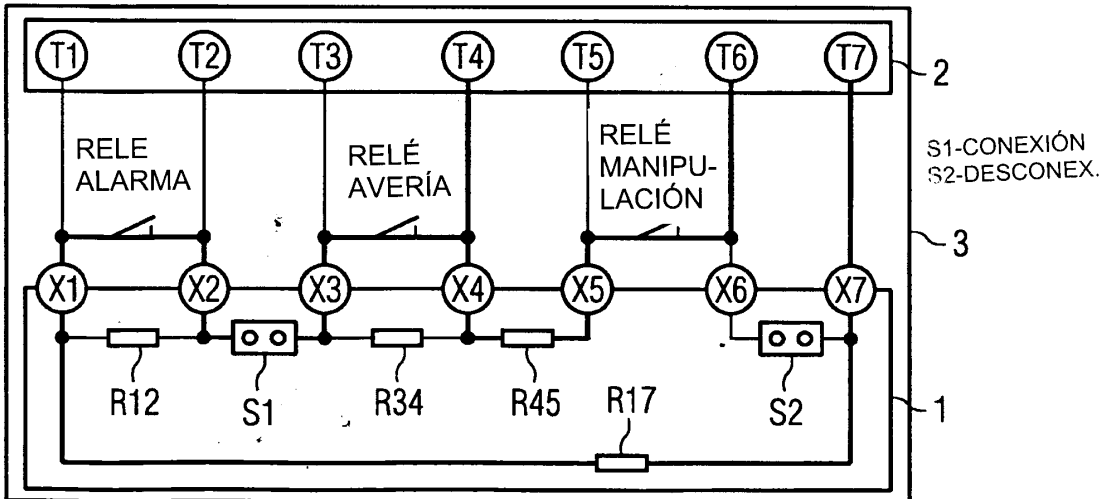 T1 T2 T3 T4 T5 T6 T7
2
RELE
ALARMA
RELÉ
AVERÍA
RELÉ
MANIPU-
LACIÓN
S1-CONEXIÓN
S2-DESCONEX.
3
X1 X2 X3 X4 X5 X6 X7
R12 S1 R34 R45 R17 S2
1